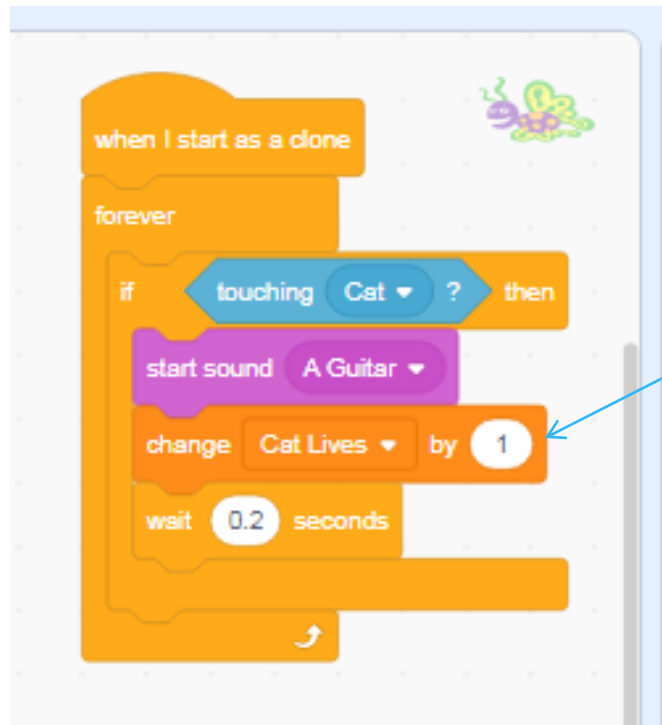 when I start as a clone
forever
if touching Cat ? then
start sound A Guitar
change Cat Lives by 1
wait 0.2 seconds